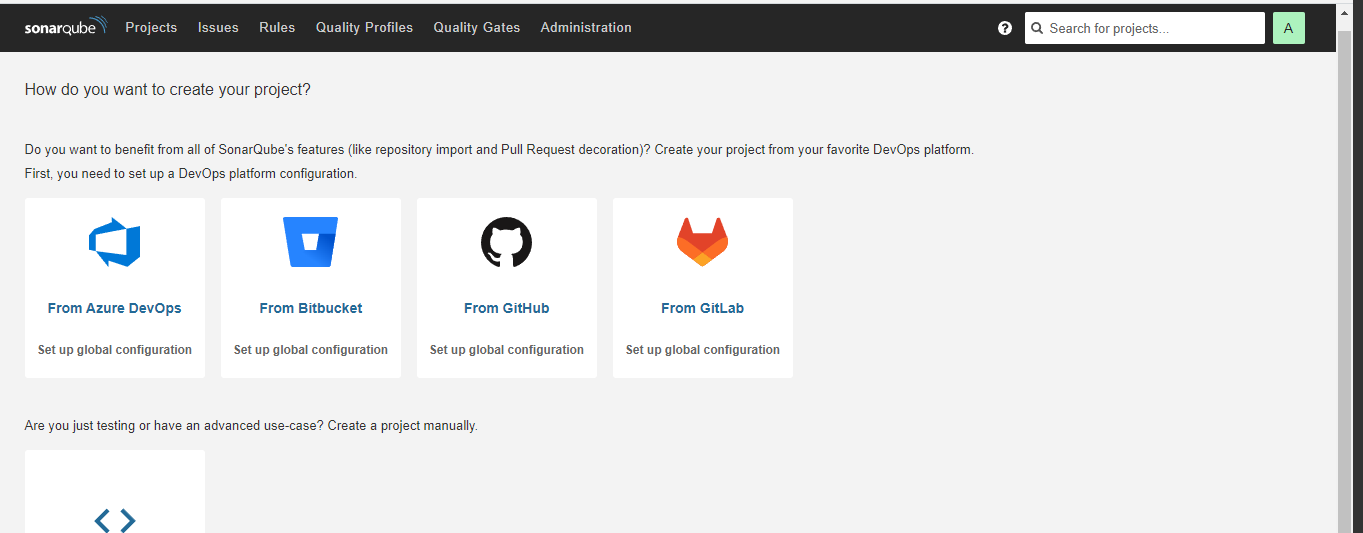 sonarqube Projects Issues Rules Quality Profiles Quality Gates Administration ? Search for projects... A
How do you want to create your project?
Do you want to benefit from all of SonarQube's features (like repository import and Pull Request decoration)? Create your project from your favorite DevOps platform.
First, you need to set up a DevOps platform configuration.
From Azure DevOps From Bitbucket From GitHub From GitLab
Set up global configuration Set up global configuration Set up global configuration Set up global configuration
Are you just testing or have an advanced use-case? Create a project manually.